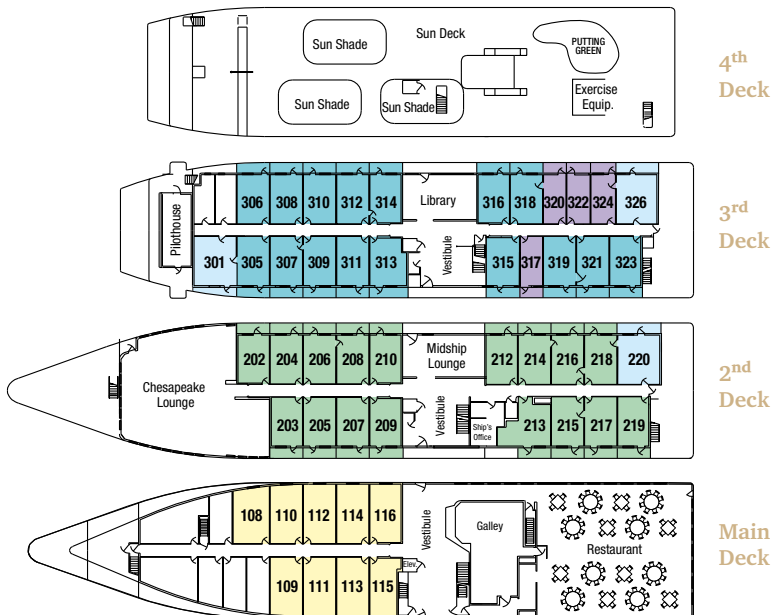 Sun Shade
Sun Deck
PUTTING
GREEN
Sun Shade
Sun Shade
Exercise
Equip.
4th
Deck
306 308 310 312 314
Library
316 318 320 322 324 326
Pilothouse
301 305 307 309 311 313
Vestibule
315 317 319 321 323
3rd
Deck
202 204 206 208 210
Midship
Lounge
212 214 216 218 220
Chesapeake
Lounge
203 205 207 209
Vestibule
Ship's
Office
213 215 217 219
2nd
Deck
108 110 112 114 116
Vestibule
Galley
Restaurant
Elev.
109 111 113 115
Main
Deck